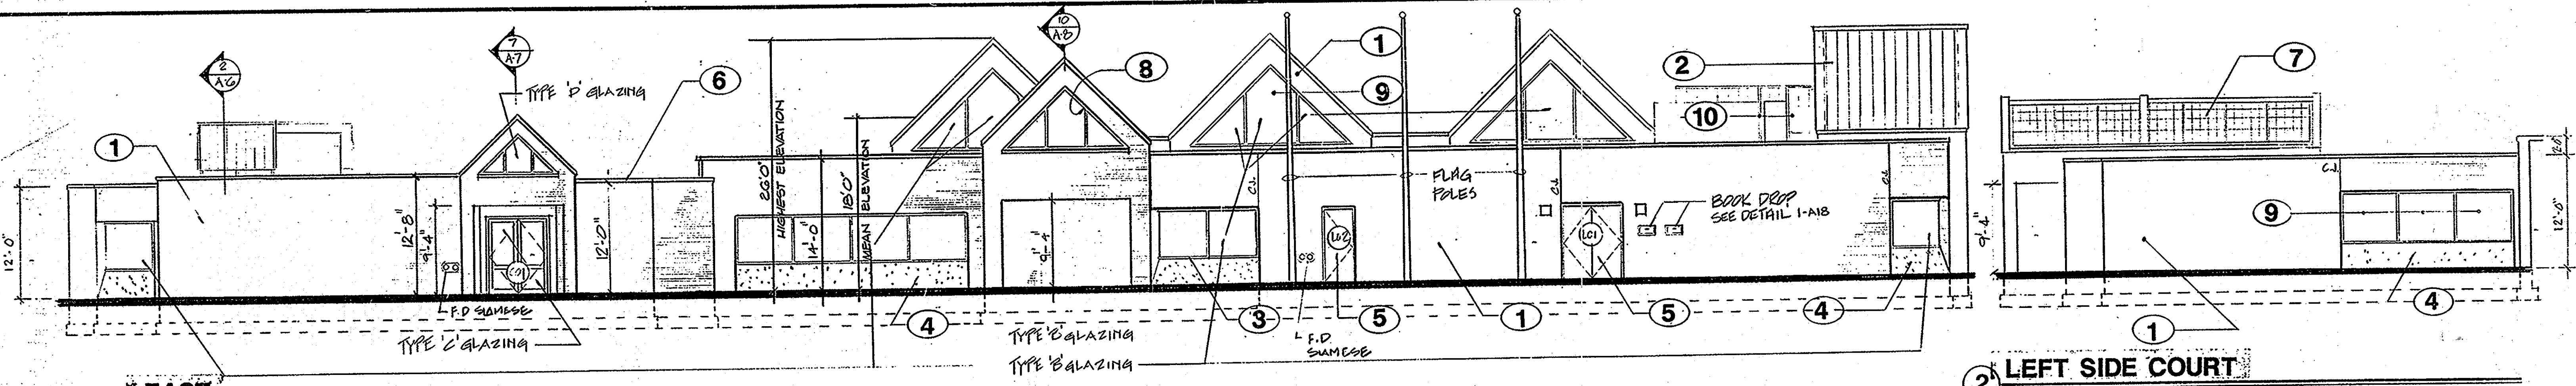 10
A·8
7
A·7
2
A·6
TYPE 'D' GLAZING
6
8
1
9
2
10
7
1
26'0"
HIGHEST ELEVATION
18'0"
MEAN ELEVATION
14'-0"
12'-0"
12'-8"
9'-4"
12'-0"
9'-4"
C.J.
FLAG
POLES
C.J.
BOOK DROP
SEE DETAIL 1-A18
C.J.
LG2
LG1
9'-4"
C.J.
9
2'-0"
12'-0"
F.D SIAMESE
TYPE 'C' GLAZING
4
TYPE 'B' GLAZING
TYPE 'B' GLAZING
3
F.D.
SIAMESE
5
1
5
4
1
4
EAST
2
LEFT SIDE COURT